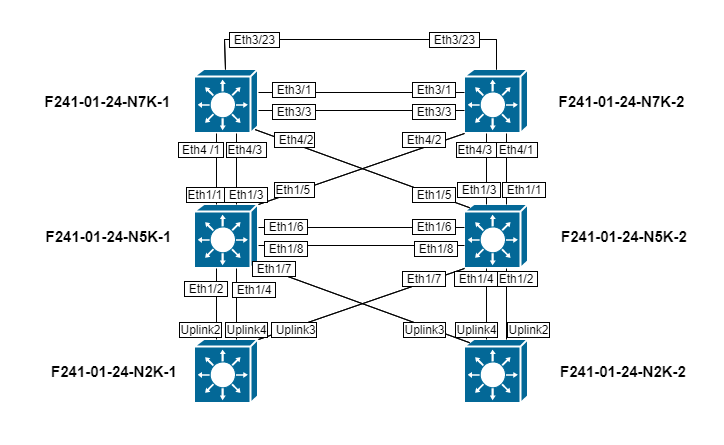 Eth3/23 Eth3/23
F241-01-24-N7K-1 Eth3/1 Eth3/1 F241-01-24-N7K-2
Eth3/3 Eth3/3
Eth4/2 Eth4/2
Eth4 /1 Eth4/3 Eth4/3 Eth4/1
Eth1/1 Eth1/3 Eth1/5 Eth1/5 Eth1/3 Eth1/1
Eth1/6 Eth1/6
F241-01-24-N5K-1 F241-01-24-N5K-2
Eth1/8 Eth1/8
Eth1/7 Eth1/7 Eth1/4 Eth1/2
Eth1/2 Eth1/4
Uplink2 Uplink4 Uplink3 Uplink3 Uplink4 Uplink2
F241-01-24-N2K-1 F241-01-24-N2K-2